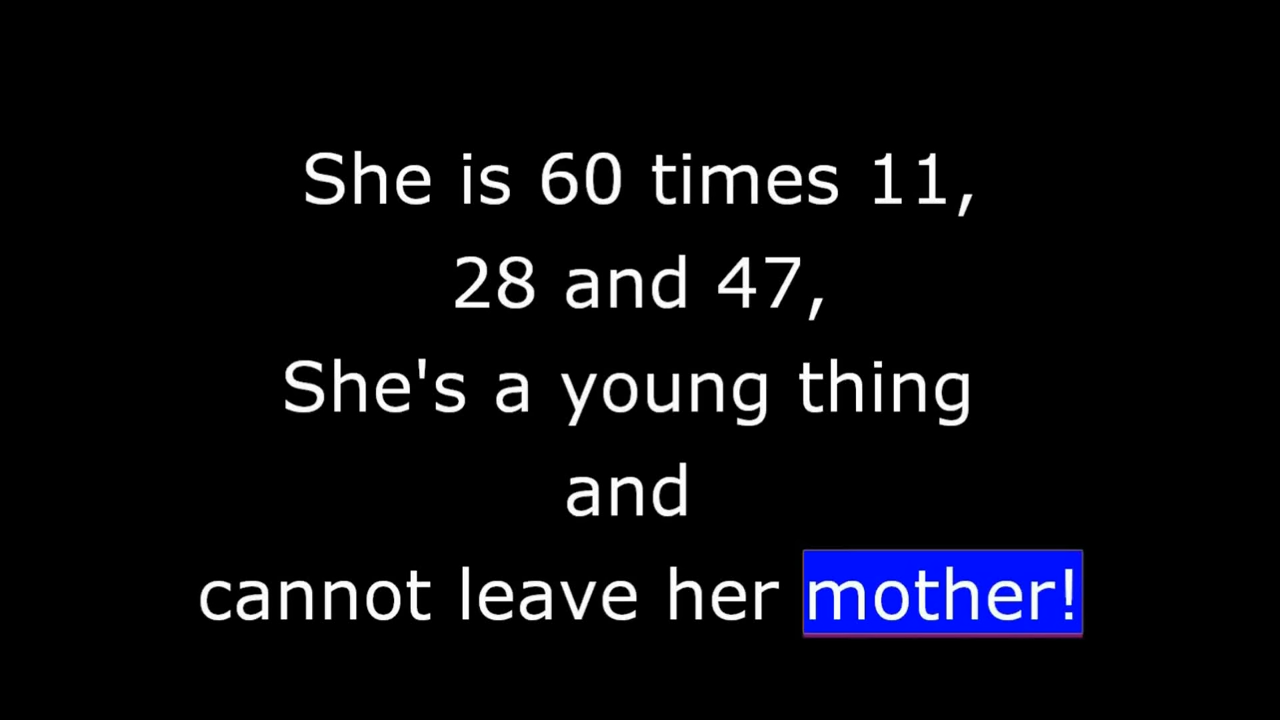 She is 60 times 11,
28 and 47,
She's a young thing
and
cannot leave her mother!